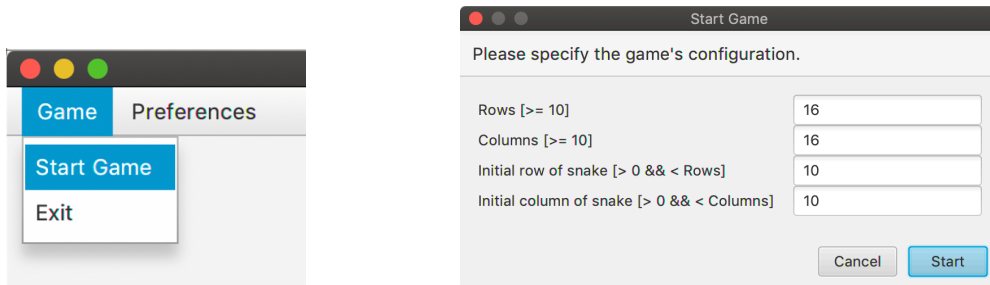 Game Preferences
Start Game
Exit
Start Game
Please specify the game's configuration.
Rows [>= 10] 16
Columns [>= 10] 16
Initial row of snake [> 0 && < Rows] 10
Initial column of snake [> 0 && < Columns] 10
Cancel Start